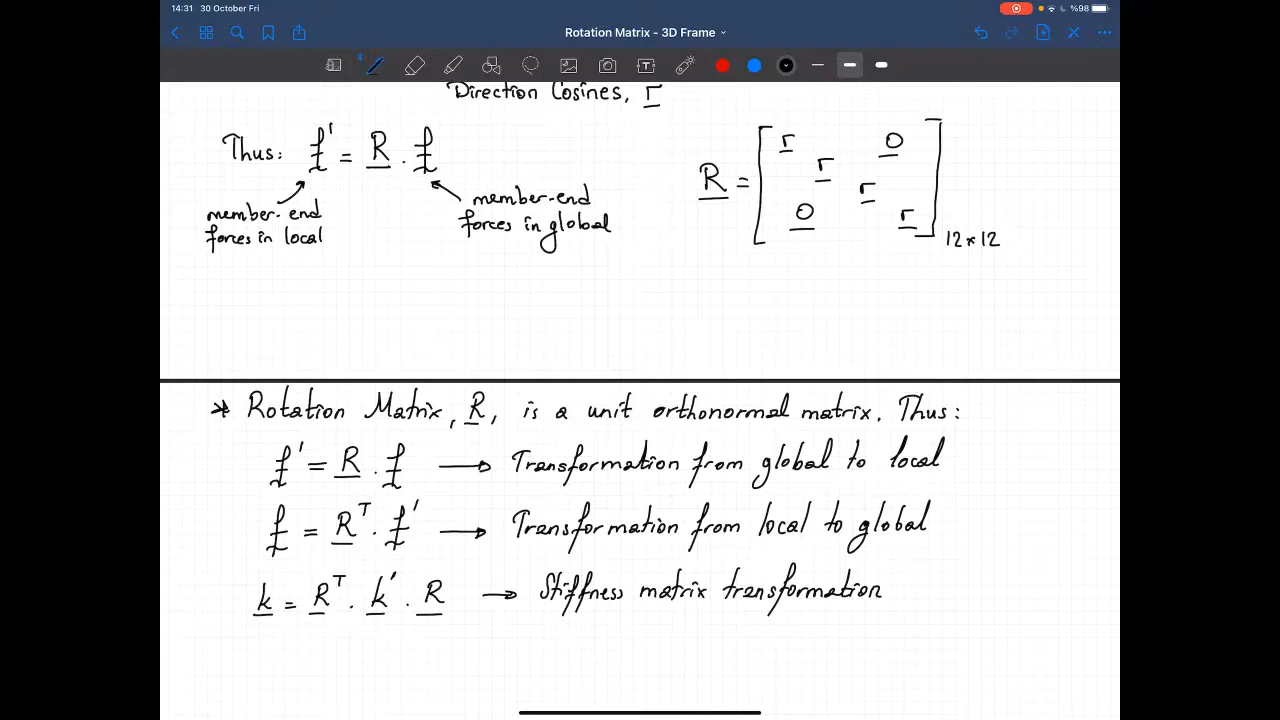 14:31 30 October Fri
%98
Rotation Matrix - 3D Frame
Direction Cosines, r
Thus: f' = R . f
member-end
forces in local
member-end
forces in global
R = [ r 0
r
r
0 r ] 12×12
* Rotation Matrix, R, is a unit orthonormal matrix. Thus:
f' = R . f → Transformation from global to local
f = Rᵀ . f' → Transformation from local to global
k = Rᵀ . k' . R → Stiffness matrix transformation